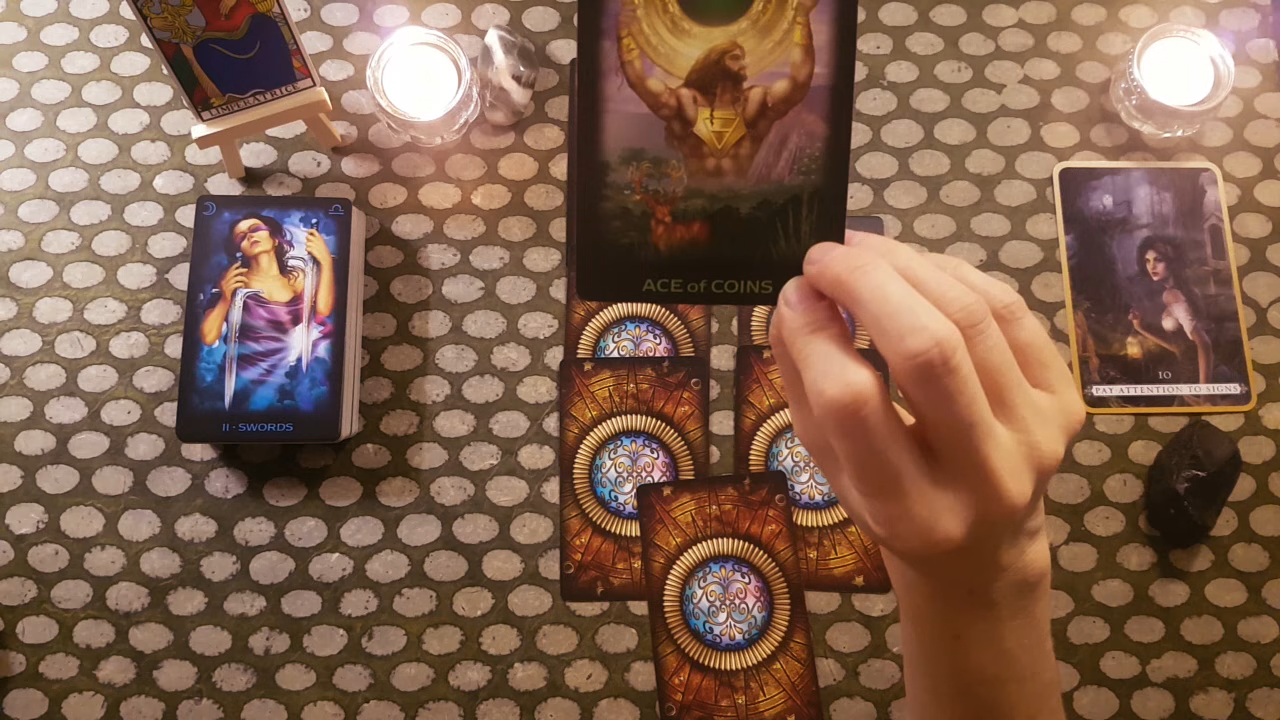 L'IMPERATRICE
ACE of COINS
II · SWORDS
10
PAY ATTENTION TO SIGNS